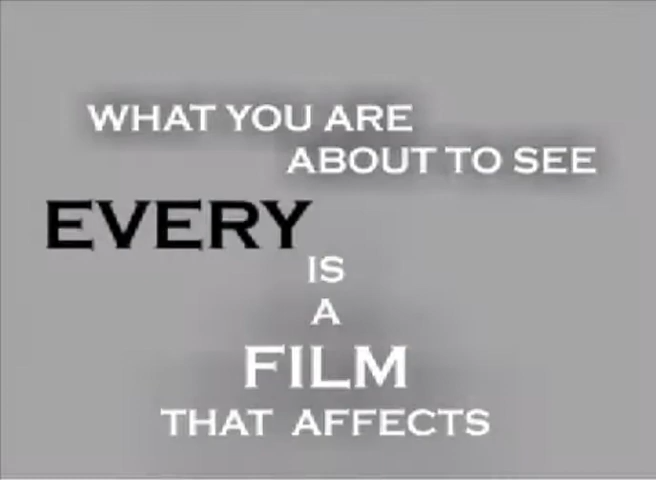 WHAT YOU ARE
ABOUT TO SEE
EVERY
IS
A
FILM
THAT AFFECTS